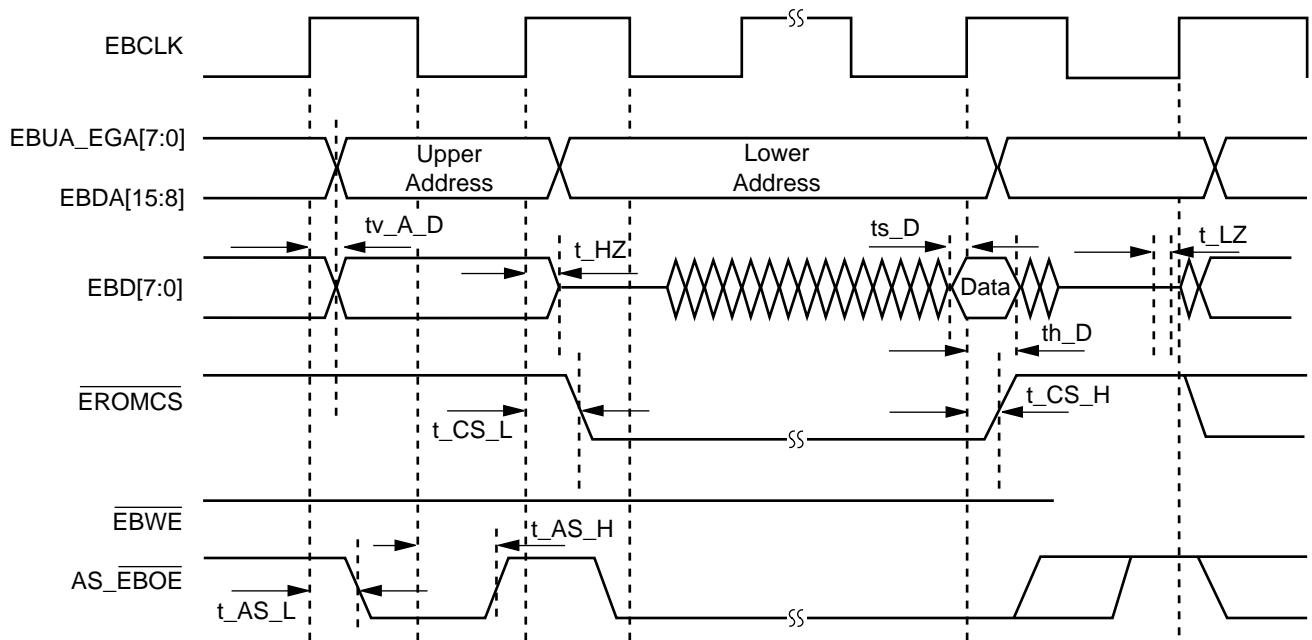 EBCLK
EBUA_EGA[7:0]
Upper
Address
Lower
Address
EBDA[15:8]
tv_A_D
t_HZ
ts_D
t_LZ
EBD[7:0]
Data
th_D
EROMCS
t_CS_L
t_CS_H
EBWE
t_AS_H
AS_EBOE
t_AS_L